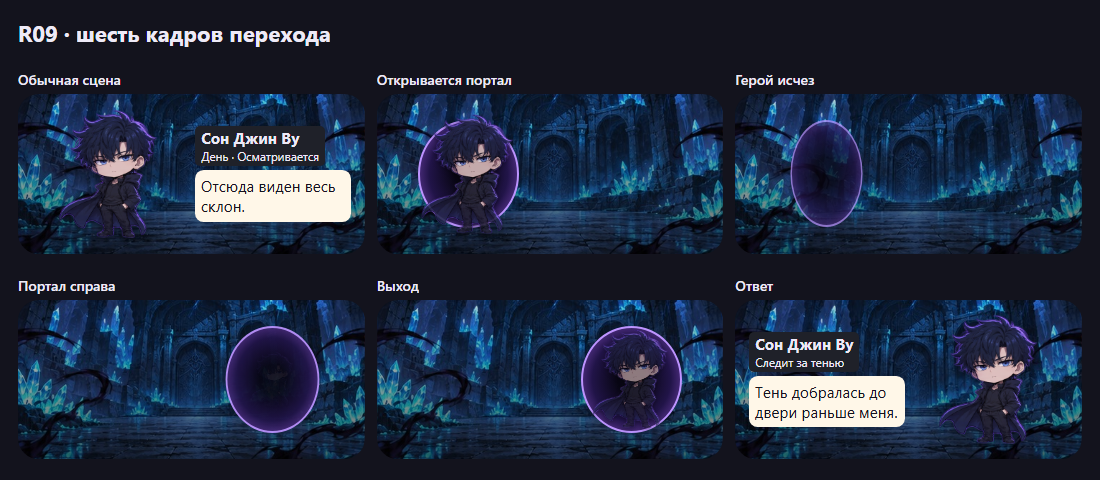 R09 · шесть кадров перехода
Обычная сцена
Открывается портал
Герой исчез
Сон Джин Ву
День · Осматривается
Отсюда виден весь
склон.
Портал справа
Выход
Ответ
Сон Джин Ву
Следит за тенью
Тень добралась до
двери раньше меня.